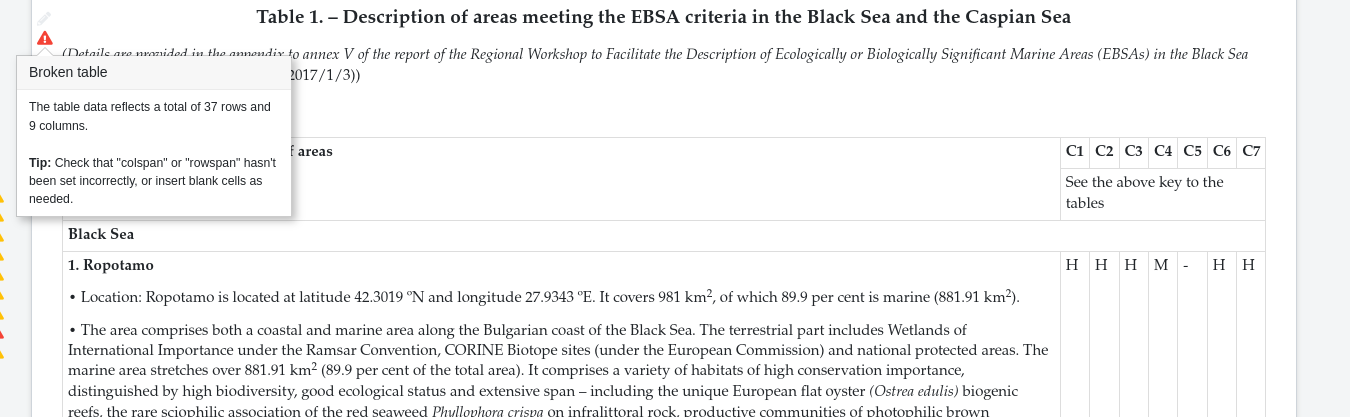 Table 1. – Description of areas meeting the EBSA criteria in the Black Sea and the Caspian Sea
(Details are provided in the appendix to annex V of the report of the Regional Workshop to Facilitate the Description of Ecologically or Biologically Significant Marine Areas (EBSAs) in the Black Sea
2017/1/3))
Broken table
The table data reflects a total of 37 rows and
9 columns.
Tip: Check that "colspan" or "rowspan" hasn't
been set incorrectly, or insert blank cells as
needed.
f areas C1 C2 C3 C4 C5 C6 C7
See the above key to the
tables
Black Sea
1. Ropotamo H H H M - H H
• Location: Ropotamo is located at latitude 42.3019 ºN and longitude 27.9343 ºE. It covers 981 km², of which 89.9 per cent is marine (881.91 km²).
• The area comprises both a coastal and marine area along the Bulgarian coast of the Black Sea. The terrestrial part includes Wetlands of
International Importance under the Ramsar Convention, CORINE Biotope sites (under the European Commission) and national protected areas. The
marine area stretches over 881.91 km² (89.9 per cent of the total area). It comprises a variety of habitats of high conservation importance,
distinguished by high biodiversity, good ecological status and extensive span – including the unique European flat oyster (Ostrea edulis) biogenic
reefs, the rare sciophilic association of the red seaweed Phyllophora crispa on infralittoral rock, productive communities of photophilic brown